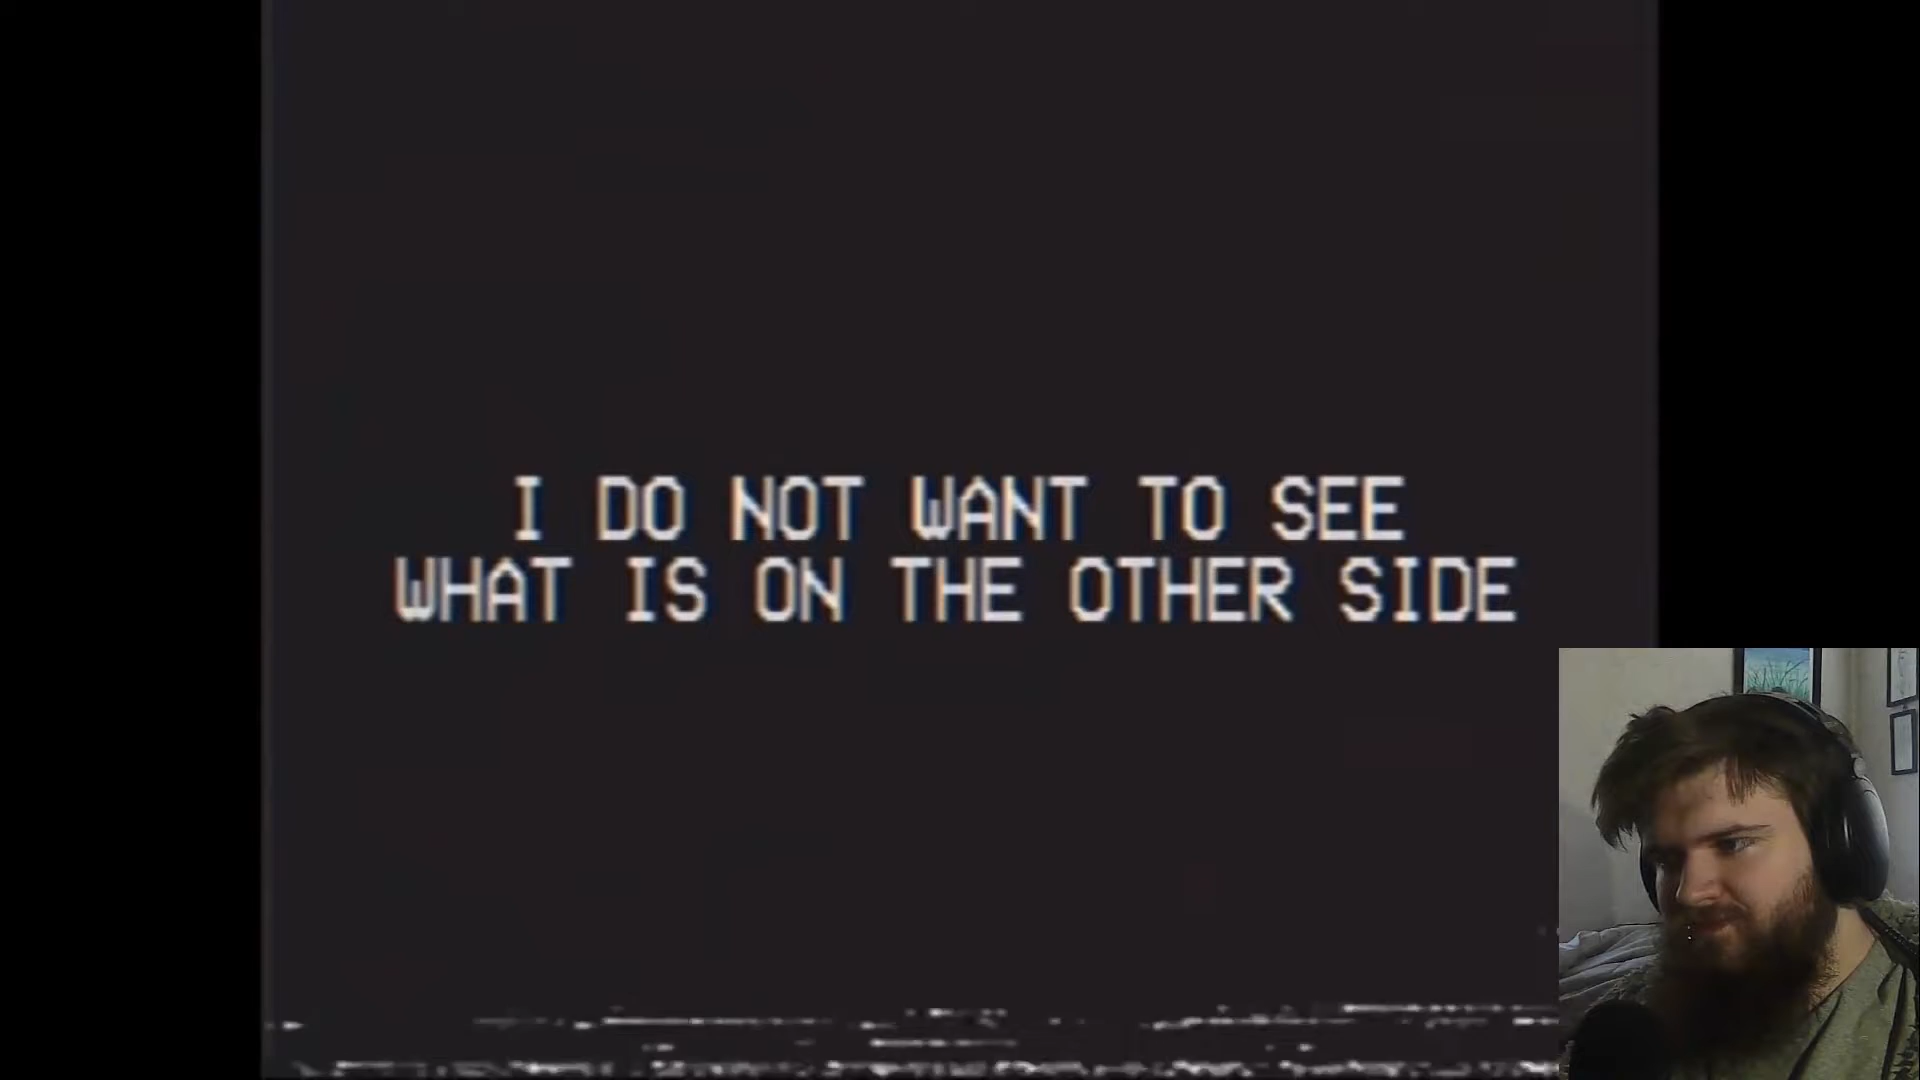 I DO NOT WANT TO SEE
WHAT IS ON THE OTHER SIDE